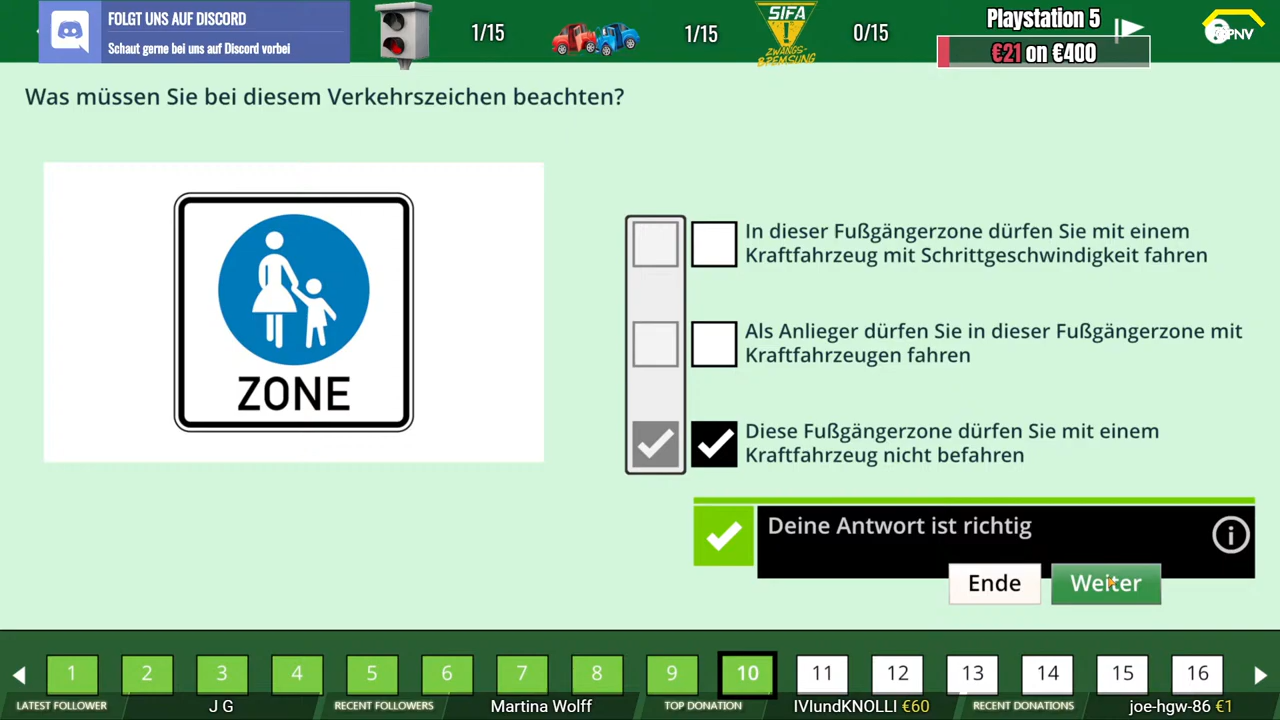 FOLGT UNS AUF DISCORD
Schaut gerne bei uns auf Discord vorbei
1/15
1/15
SIFA
ZWANGS-
BREMSUNG
0/15
Playstation 5
€21 on €400
ÖPNV
Was müssen Sie bei diesem Verkehrszeichen beachten?
ZONE
In dieser Fußgängerzone dürfen Sie mit einem
Kraftfahrzeug mit Schrittgeschwindigkeit fahren
Als Anlieger dürfen Sie in dieser Fußgängerzone mit
Kraftfahrzeugen fahren
Diese Fußgängerzone dürfen Sie mit einem
Kraftfahrzeug nicht befahren
Deine Antwort ist richtig
Ende
Weiter
1 2 3 4 5 6 7 8 9 10 11 12 13 14 15 16
LATEST FOLLOWER J G RECENT FOLLOWERS Martina Wolff TOP DONATION IVIundKNOLLI €60 RECENT DONATIONS joe-hgw-86 €1